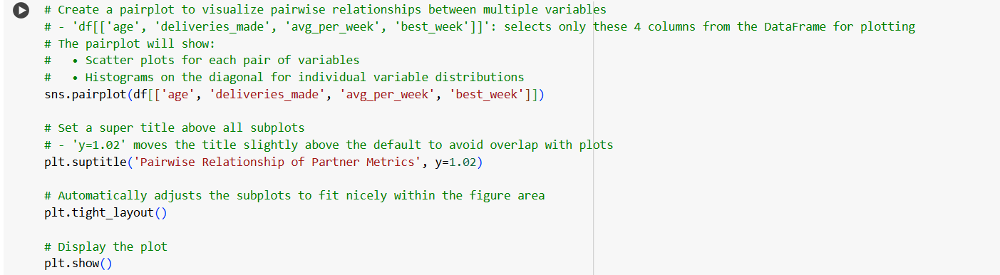 # Create a pairplot to visualize pairwise relationships between multiple variables
# - 'df[['age', 'deliveries_made', 'avg_per_week', 'best_week']]': selects only these 4 columns from the DataFrame for plotting
# The pairplot will show:
#   • Scatter plots for each pair of variables
#   • Histograms on the diagonal for individual variable distributions
sns.pairplot(df[['age', 'deliveries_made', 'avg_per_week', 'best_week']])
# Set a super title above all subplots
# - 'y=1.02' moves the title slightly above the default to avoid overlap with plots
plt.suptitle('Pairwise Relationship of Partner Metrics', y=1.02)
# Automatically adjusts the subplots to fit nicely within the figure area
plt.tight_layout()
# Display the plot
plt.show()